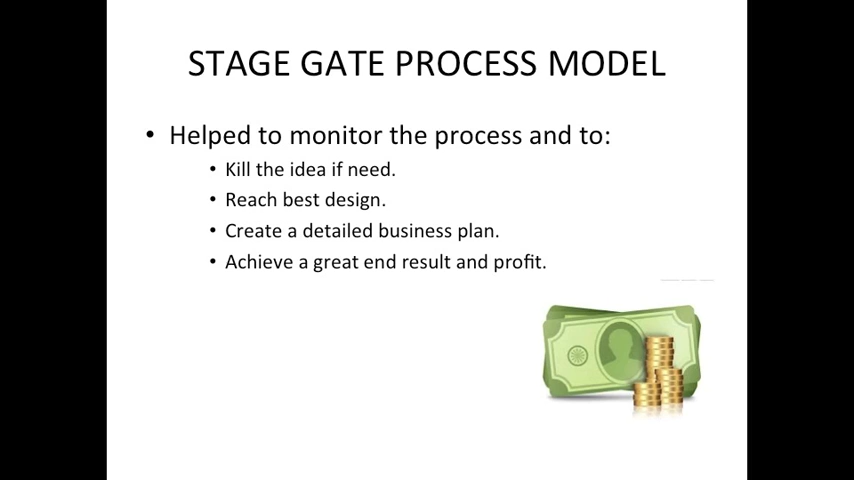 STAGE GATE PROCESS MODEL
• Helped to monitor the process and to:
• Kill the idea if need.
• Reach best design.
• Create a detailed business plan.
• Achieve a great end result and profit.